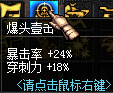 爆头壹击
暴击率 +24%
穿刺力 +18%
<请点击鼠标右键>